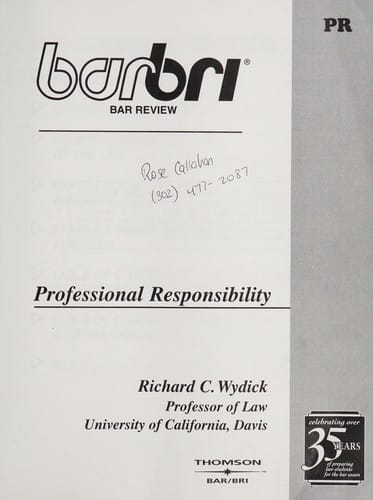 PR
barbri®
BAR REVIEW
Rose Callahan
(302) 477-2087
Professional Responsibility
Richard C. Wydick
Professor of Law
University of California, Davis
celebrating over
35 YEARS
of preparing
law students
for the bar exam
THOMSON
BAR/BRI